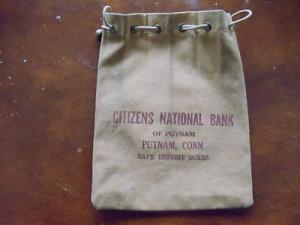 CITIZENS NATIONAL BANK
OF PUTNAM
PUTNAM, CONN.
SAFE DEPOSIT BOXES